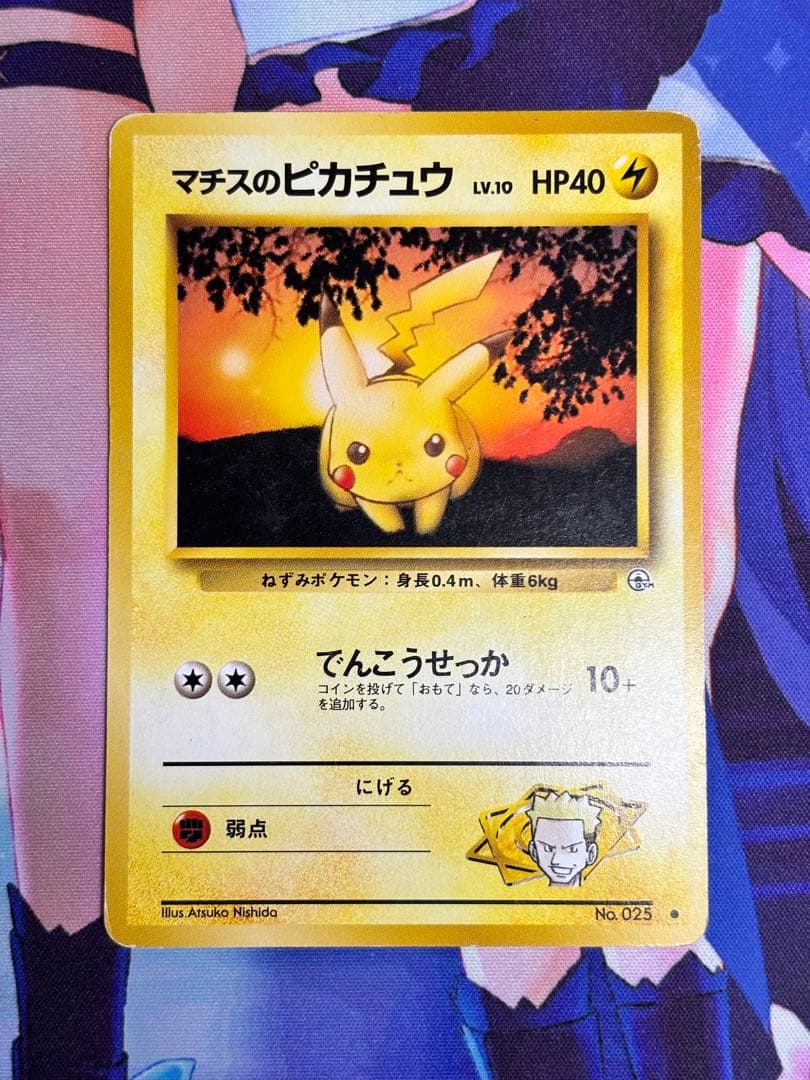 マチスのピカチュウ LV.10 HP40
ねずみポケモン：身長0.4m、体重6kg
GYM
でんこうせっか 10+
コインを投げて「おもて」なら、20ダメージ
を追加する。
にげる
弱点
Illus.Atsuko Nishida No. 025 ●